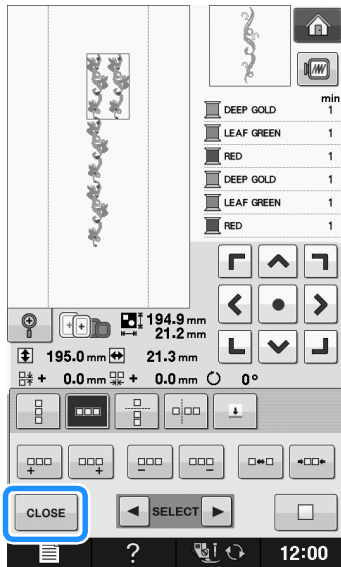 min
DEEP GOLD 1
LEAF GREEN 1
RED 1
DEEP GOLD 1
LEAF GREEN 1
RED 1
194.9 mm
21.2 mm
195.0 mm 21.3 mm
+ 0.0 mm + 0.0 mm 0°
CLOSE SELECT
? 12:00